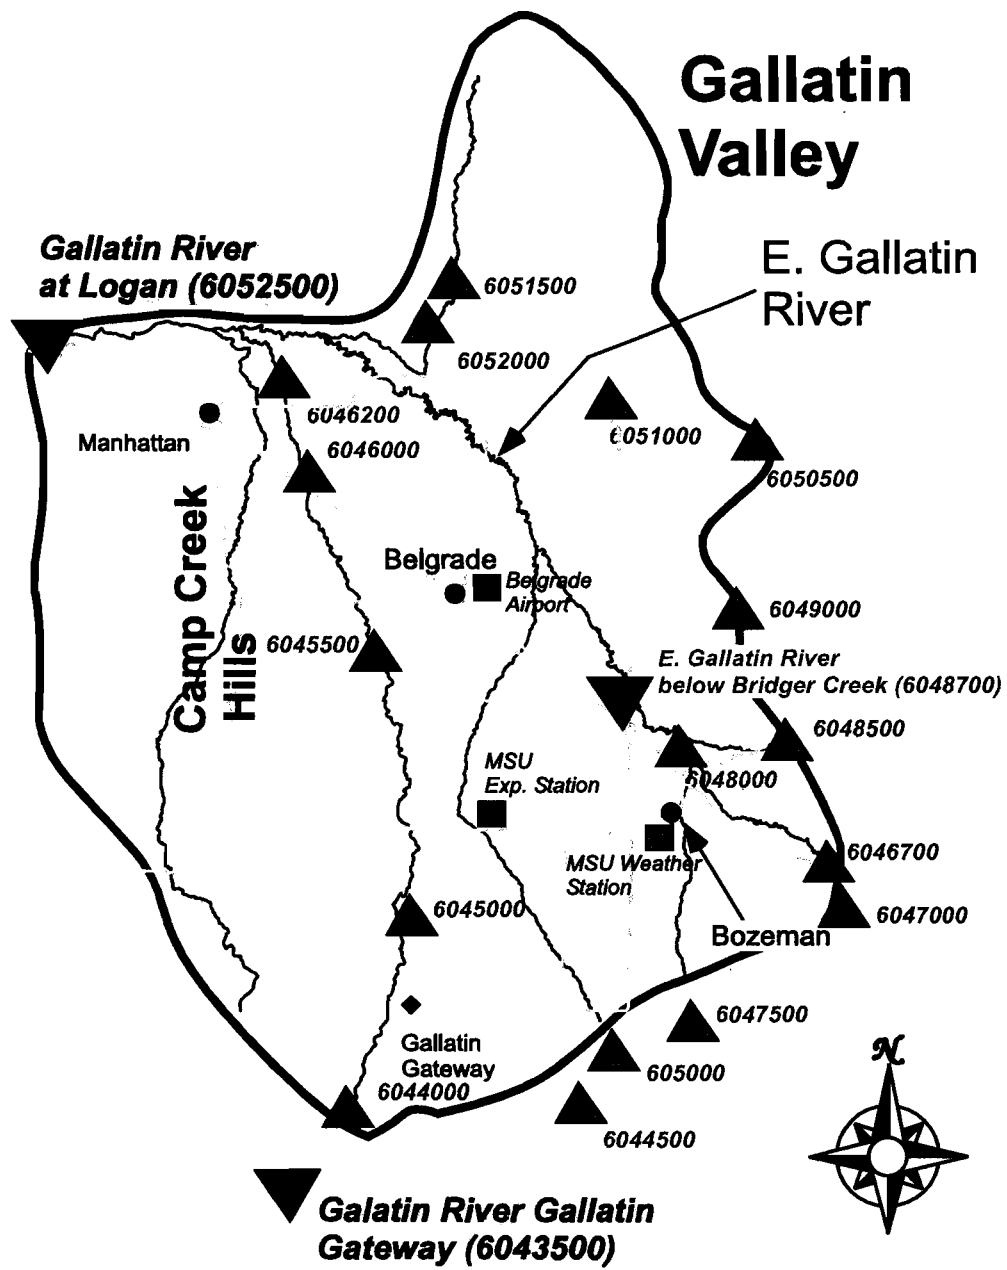 Gallatin
Valley
E. Gallatin
River
Gallatin River
at Logan (6052500)
6051500
6052000
6046200
6051000
Manhattan
6046000
6050500
Camp Creek
Hills
Belgrade
Belgrade
Airport
6049000
6045500
E. Gallatin River
below Bridger Creek (6048700)
6048500
MSU
Exp. Station
6048000
6046700
MSU Weather
Station
6045000
6047000
Bozeman
6047500
Gallatin
Gateway
605000
6044000
6044500
N
Galatin River Gallatin
Gateway (6043500)